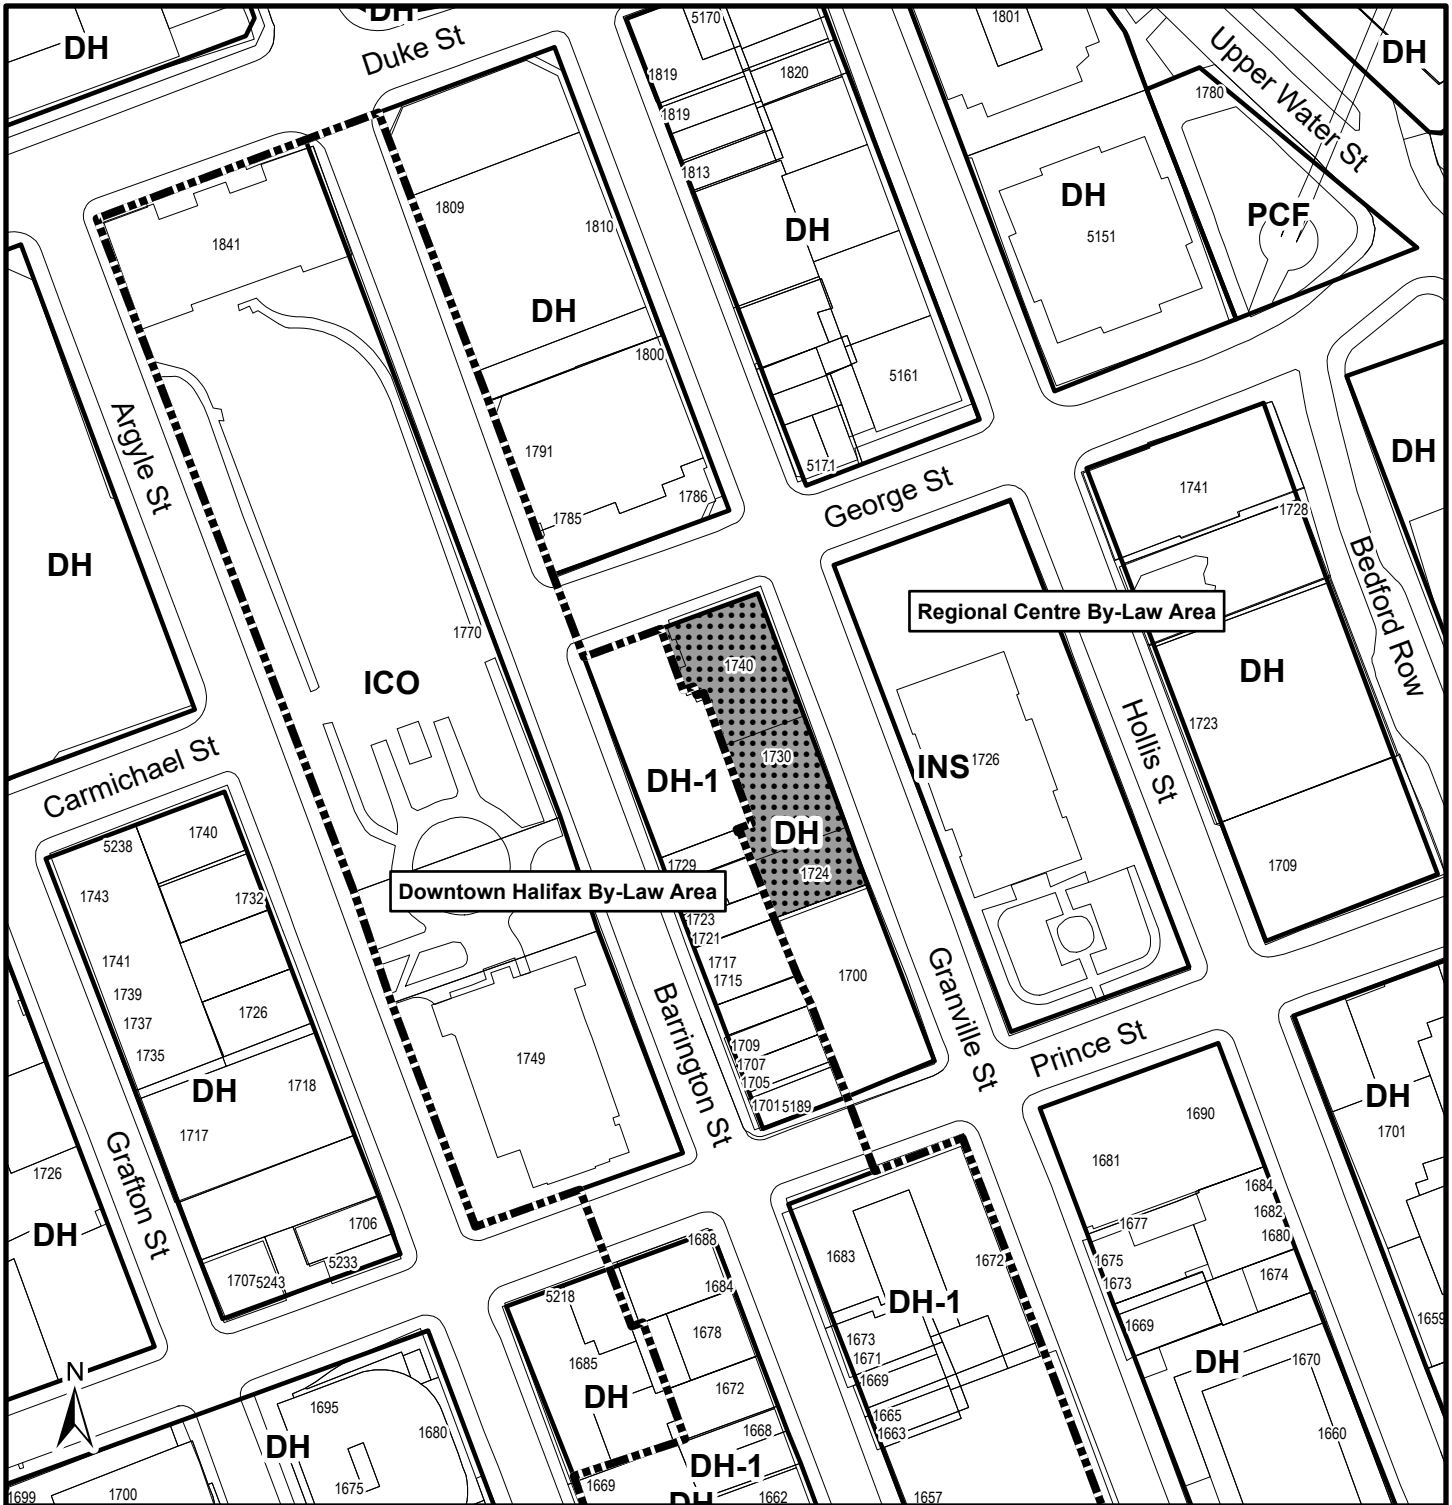 DH
DH
Duke St
5170
1801
Upper Water St
DH
1819
1820
1780
1819
1813
DH
1809
1810
DH
PCF
1841
DH
5151
DH
1800
5161
Argyle St
1791
5171
DH
1786
George St
1741
1728
1785
DH
Bedford Row
Regional Centre By-Law Area
1770
1740
ICO
DH
Hollis St
1723
Carmichael St
DH-1
1730
INS
1726
1740
5238
DH
1729
1724
1709
1743
1732
Downtown Halifax By-Law Area
1723
1721
1741
1717
1715
1700
Granville St
1739
1737
1726
Barrington St
1735
1749
1709
1707
1705
Prince St
DH
1718
1701
5189
1690
DH
1717
1701
1681
Grafton St
1726
1684
1682
1680
DH
1706
1677
1688
1683
1672
5233
1675
1673
1674
1707
5243
5218
1684
DH-1
1669
1659
1678
1673
1671
1669
1685
DH
1670
N
DH
1672
1665
1663
1695
1680
DH
1668
1660
DH-1
1675
1669
DH
1662
1657
1699
1700